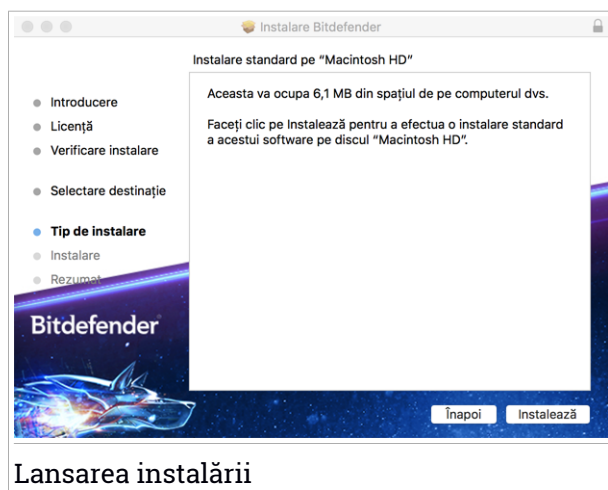 Instalare Bitdefender
Instalare standard pe “Macintosh HD”
Introducere
Licență
Verificare instalare
Selectare destinație
Tip de instalare
Instalare
Rezumat
Aceasta va ocupa 6,1 MB din spațiul de pe computerul dvs.
Faceți clic pe Instalează pentru a efectua o instalare standard
a acestui software pe discul “Macintosh HD”.
Bitdefender
Înapoi
Instalează
Lansarea instalării